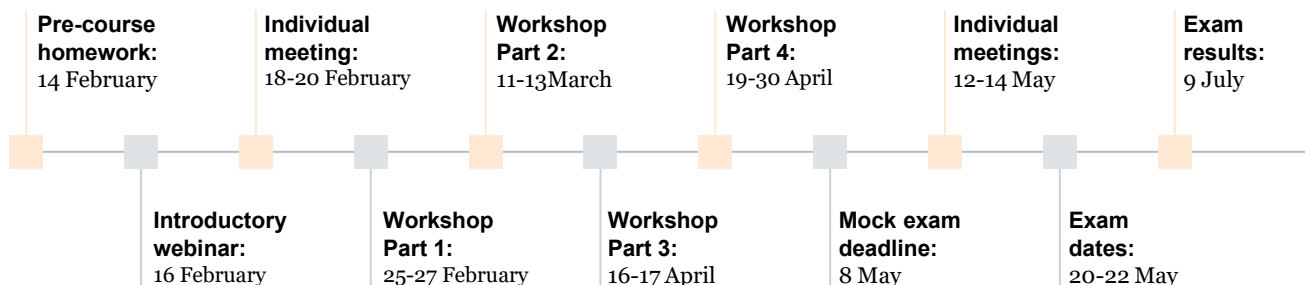 Pre-course
homework:
14 February
Individual
meeting:
18-20 February
Workshop
Part 2:
11-13March
Workshop
Part 4:
19-30 April
Individual
meetings:
12-14 May
Exam
results:
9 July
Introductory
webinar:
16 February
Workshop
Part 1:
25-27 February
Workshop
Part 3:
16-17 April
Mock exam
deadline:
8 May
Exam
dates:
20-22 May